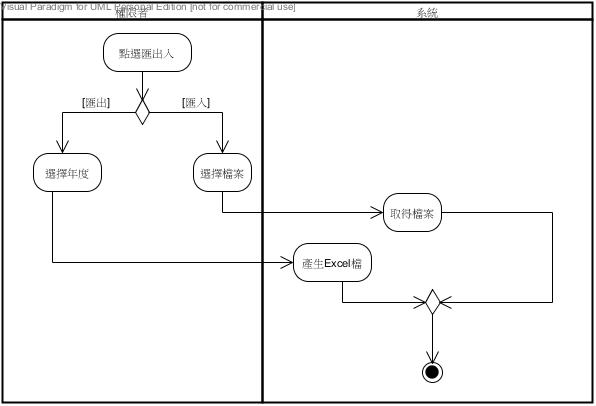 Visual Paradigm for UML Personal Edition [not for commercial use]
權限者
系統
點選匯出入
[匯出]
[匯入]
選擇年度
選擇檔案
取得檔案
產生Excel檔